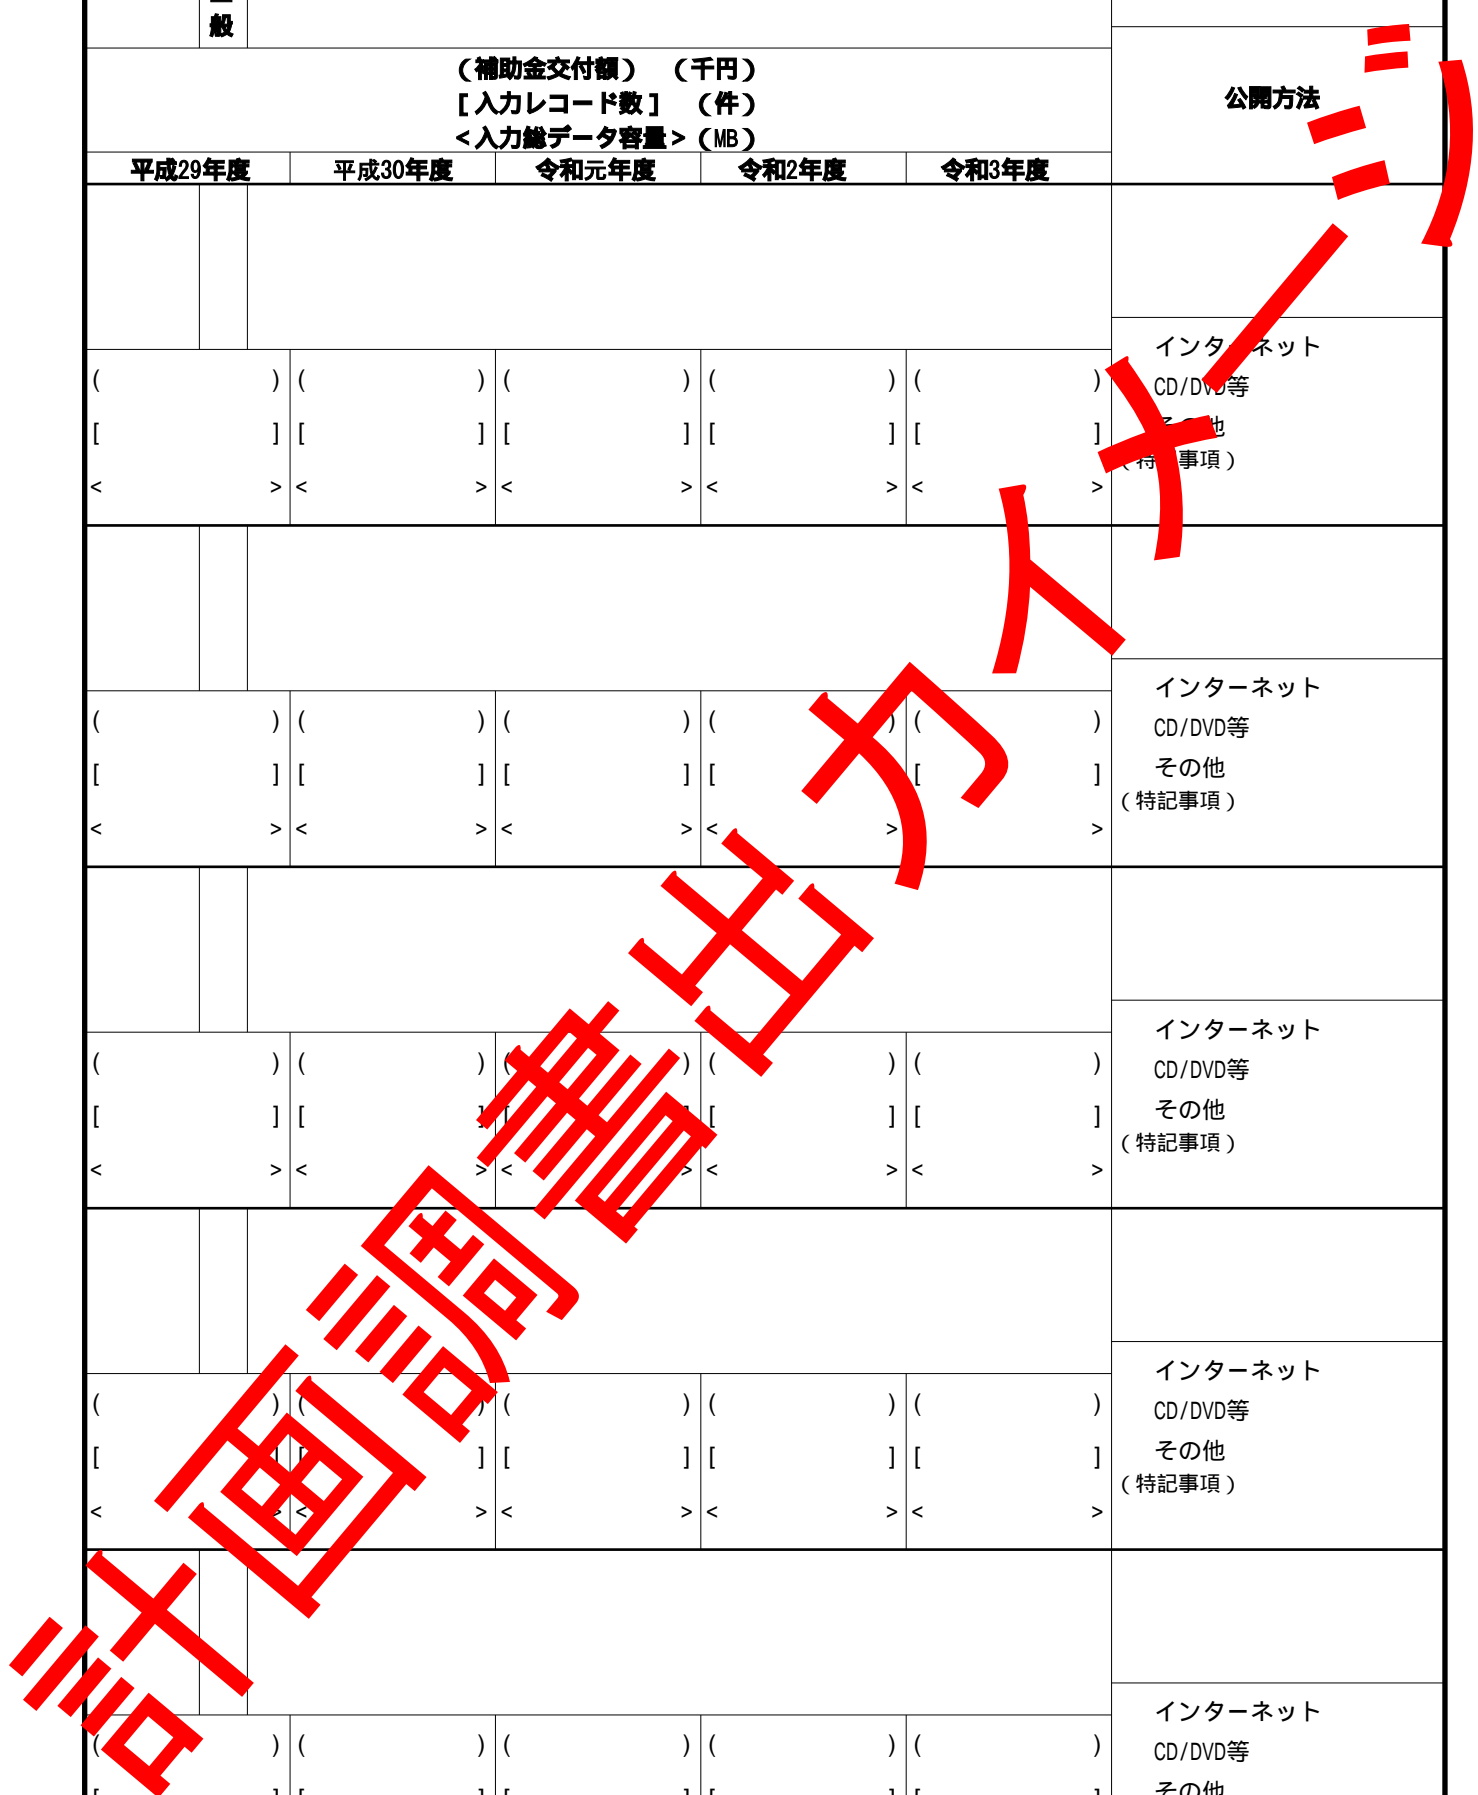 般
（補助金交付額）　（千円）
[入力レコード数]　（件）
<入力総データ容量>（MB）
公開方法
平成29年度　平成30年度　令和元年度　令和2年度　令和3年度
インターネット
( ) ( ) ( ) ( ) ( )
CD/DVD等
その他
[ ] [ ] [ ] [ ] [ ]
（特記事項）
< > < > < > < > < >
インターネット
( ) ( ) ( ) ( ) ( )
CD/DVD等
その他
[ ] [ ] [ ] [ ] [ ]
（特記事項）
< > < > < > < > < >
インターネット
( ) ( ) ( ) ( ) ( )
CD/DVD等
その他
[ ] [ ] [ ] [ ] [ ]
（特記事項）
< > < > < > < > < >
インターネット
( ) ( ) ( ) ( ) ( )
CD/DVD等
その他
[ ] [ ] [ ] [ ] [ ]
（特記事項）
< > < > < > < > < >
インターネット
( ) ( ) ( ) ( ) ( )
CD/DVD等
その他
[ ] [ ] [ ] [ ] [ ]
計画調書出力イメージ